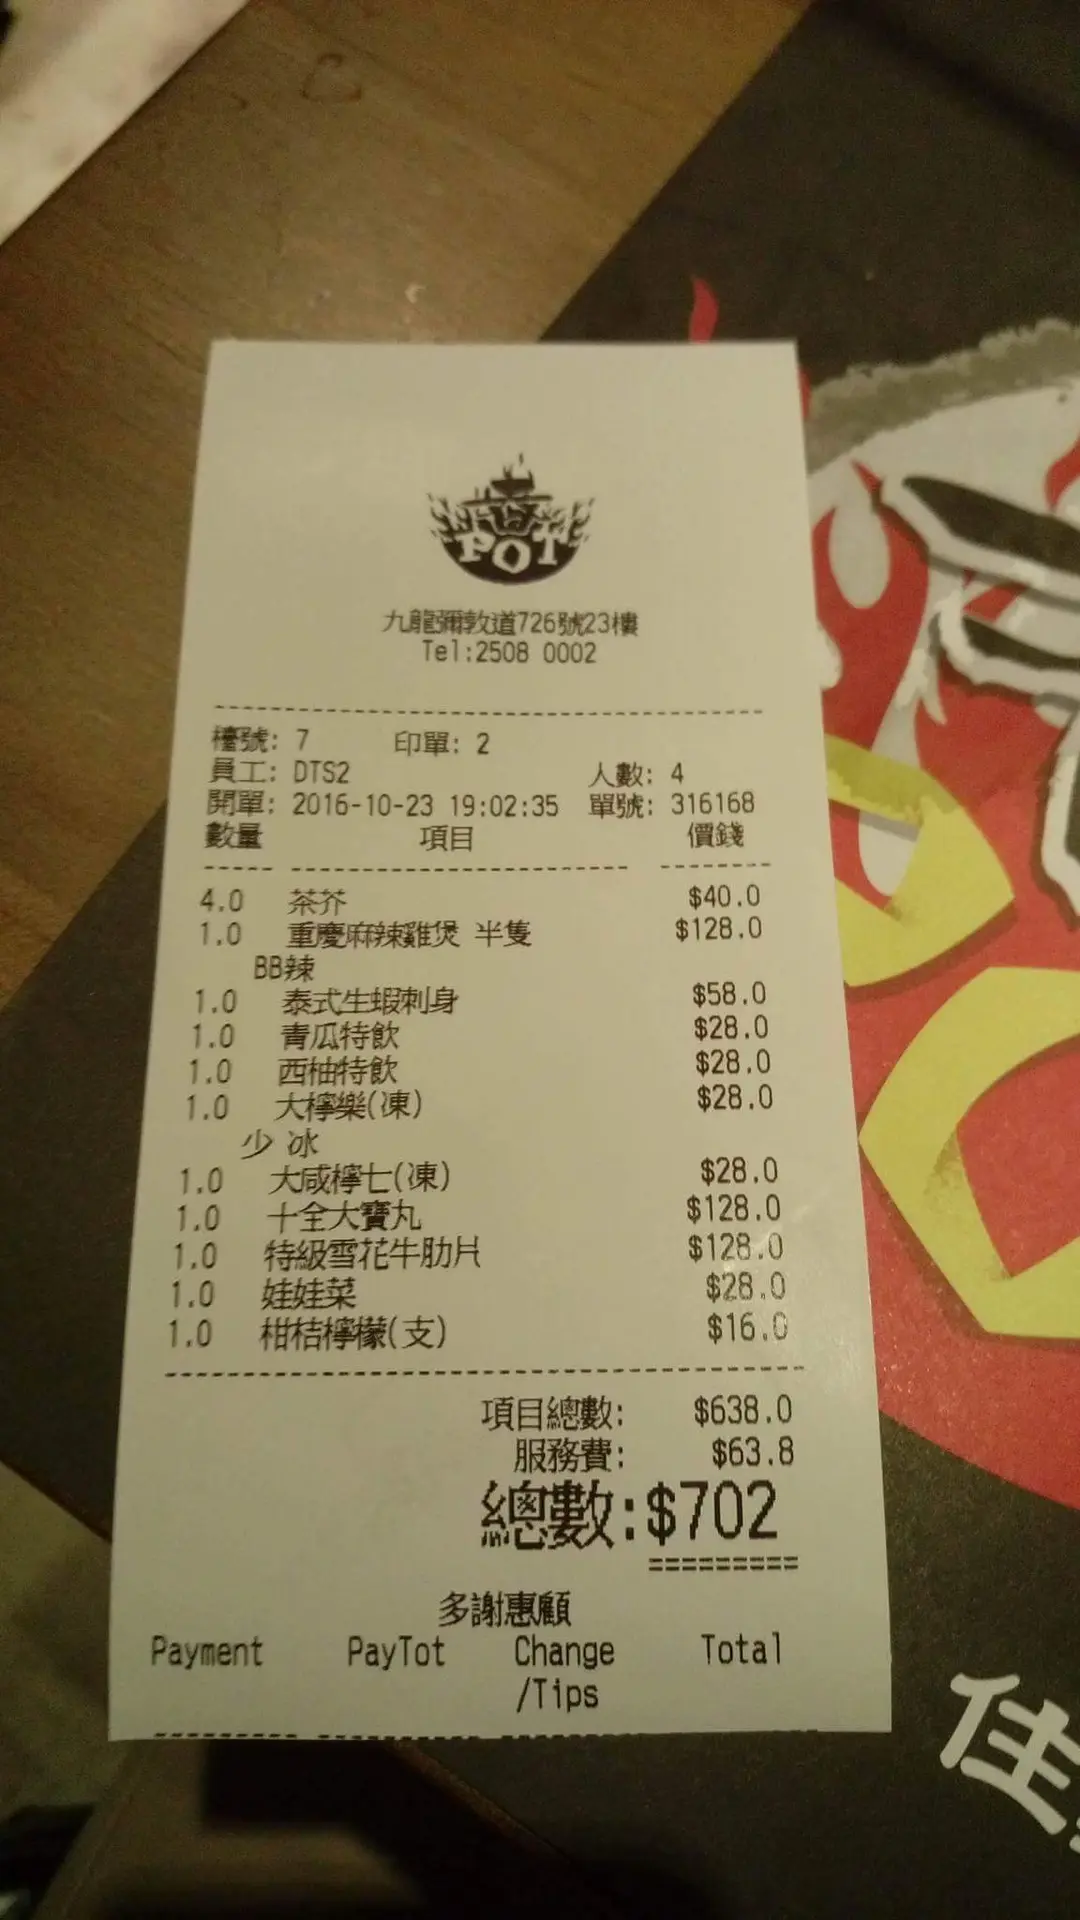 POT
九龍彌敦道726號23樓
Tel:2508 0002
檯號: 7 印單: 2
員工: DTS2 人數: 4
開單: 2016-10-23 19:02:35 單號: 316168
數量 項目 價錢
4.0 茶芥 $40.0
1.0 重慶麻辣雞煲 半隻 $128.0
BB辣
1.0 泰式生蝦刺身 $58.0
1.0 青瓜特飲 $28.0
1.0 西柚特飲 $28.0
1.0 大檸樂(凍) $28.0
少 冰
1.0 大咸檸七(凍) $28.0
1.0 十全大寶丸 $128.0
1.0 特級雪花牛肋片 $128.0
1.0 娃娃菜 $28.0
1.0 柑桔檸檬(支) $16.0
項目總數: $638.0
服務費: $63.8
總數:$702
=========
多謝惠顧
Payment PayTot Change Total
/Tips
佳